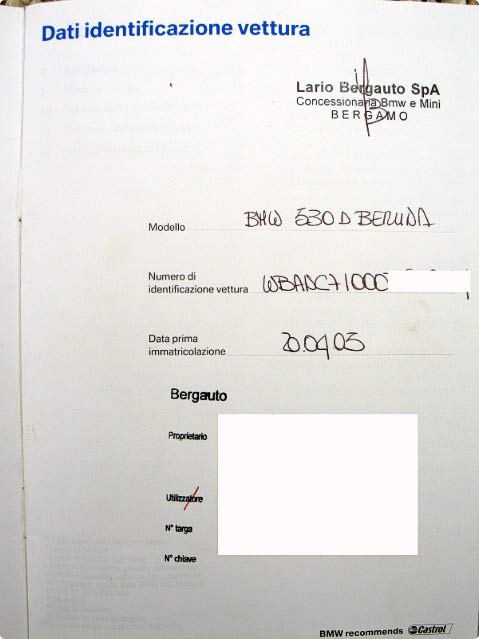 Dati identificazione vettura
Lario Bergauto SpA
Concessionaria Bmw e Mini
BERGAMO
Modello BMW 530 D BERLINA
Numero di
identificazione vettura WBADC71000
Data prima
immatricolazione 20.04.03
Bergauto
Proprietario
Utilizzatore
N° targa
N° chiave
BMW recommends Castrol